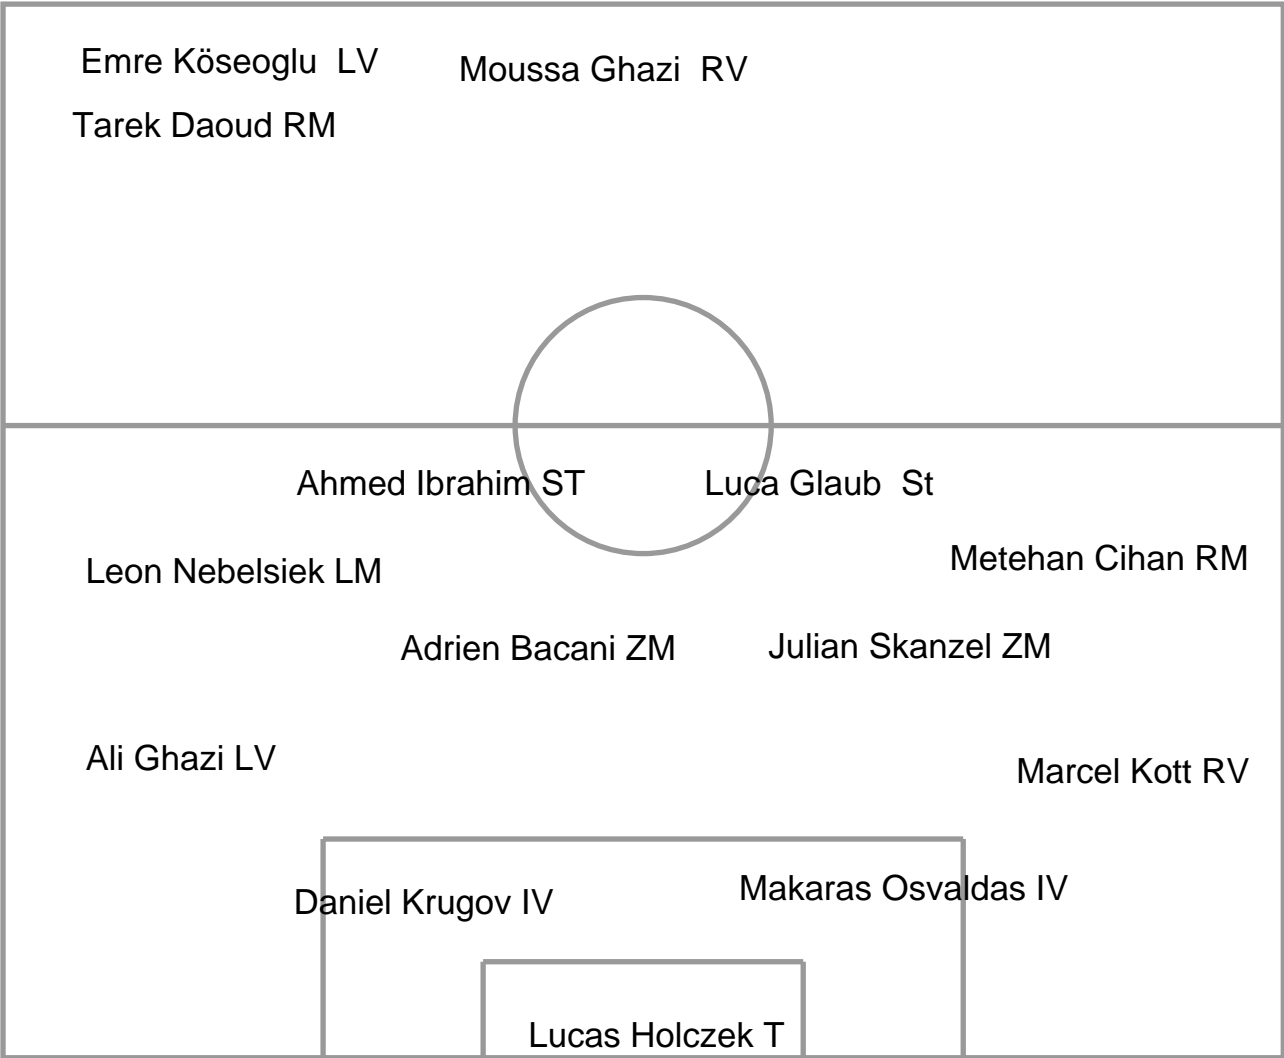 Emre Köseoglu  LV
Moussa Ghazi  RV
Tarek Daoud RM
Ahmed Ibrahim ST
Luca Glaub  St
Leon Nebelsiek LM
Metehan Cihan RM
Adrien Bacani ZM
Julian Skanzel ZM
Ali Ghazi LV
Marcel Kott RV
Daniel Krugov IV
Makaras Osvaldas IV
Lucas Holczek T